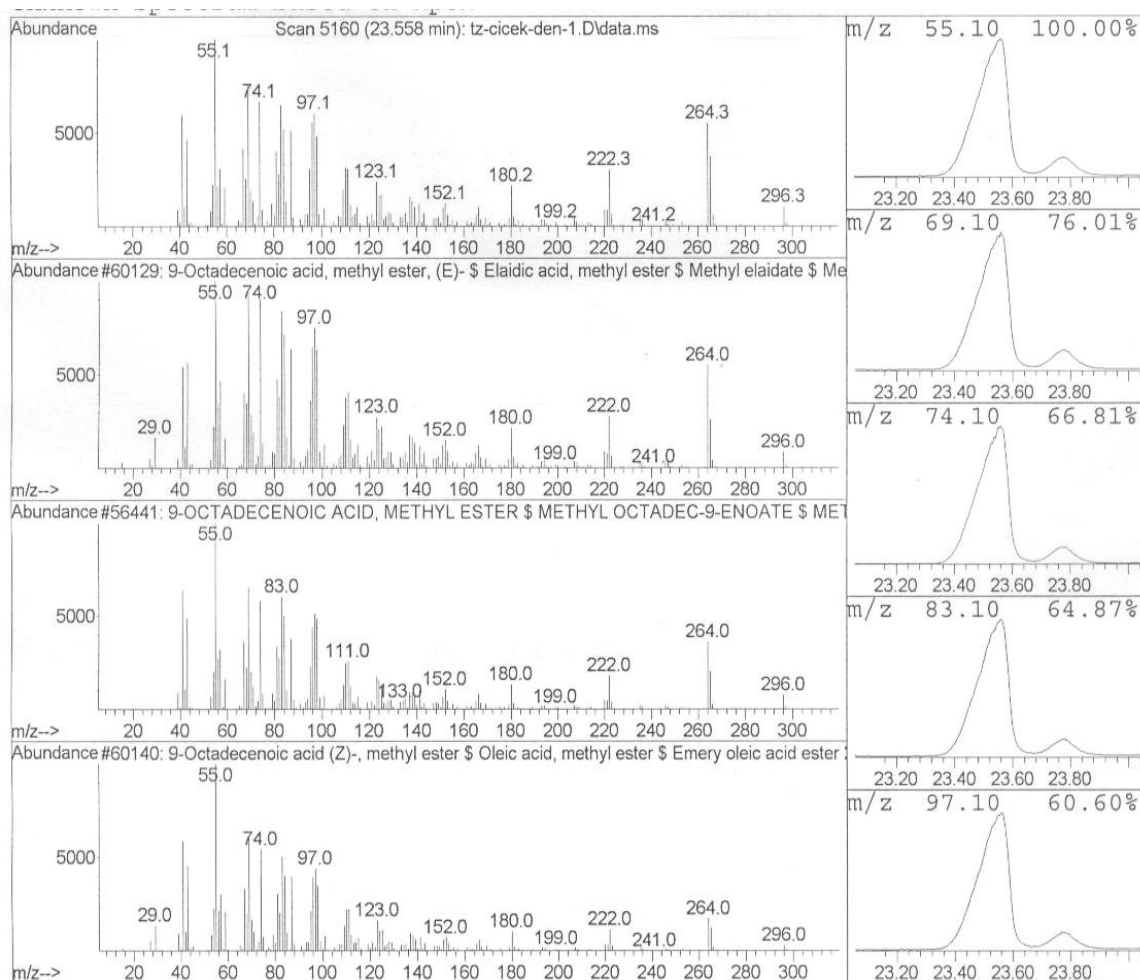 Abundance Scan 5160 (23.558 min): tz-cicek-den-1.D\data.ms
55.1
74.1
97.1
264.3
5000
123.1
222.3
180.2
152.1
296.3
199.2
241.2
m/z--> 20 40 60 80 100 120 140 160 180 200 220 240 260 280 300
Abundance #60129: 9-Octadecenoic acid, methyl ester, (E)- $ Elaidic acid, methyl ester $ Methyl elaidate $ Me
55.0 74.0
97.0
264.0
5000
123.0
222.0
29.0
152.0
180.0
199.0
241.0
296.0
m/z--> 20 40 60 80 100 120 140 160 180 200 220 240 260 280 300
Abundance #56441: 9-OCTADECENOIC ACID, METHYL ESTER $ METHYL OCTADEC-9-ENOATE $ MET
55.0
83.0
264.0
5000
111.0
222.0
180.0
152.0
133.0
199.0
296.0
m/z--> 20 40 60 80 100 120 140 160 180 200 220 240 260 280 300
Abundance #60140: 9-Octadecenoic acid (Z)-, methyl ester $ Oleic acid, methyl ester $ Emery oleic acid ester
55.0
74.0
5000
97.0
29.0
123.0
264.0
180.0
222.0
152.0
199.0
241.0
296.0
m/z--> 20 40 60 80 100 120 140 160 180 200 220 240 260 280 300
m/z 55.10 100.00%
23.20 23.40 23.60 23.80
m/z 69.10 76.01%
23.20 23.40 23.60 23.80
m/z 74.10 66.81%
23.20 23.40 23.60 23.80
m/z 83.10 64.87%
23.20 23.40 23.60 23.80
m/z 97.10 60.60%
23.20 23.40 23.60 23.80